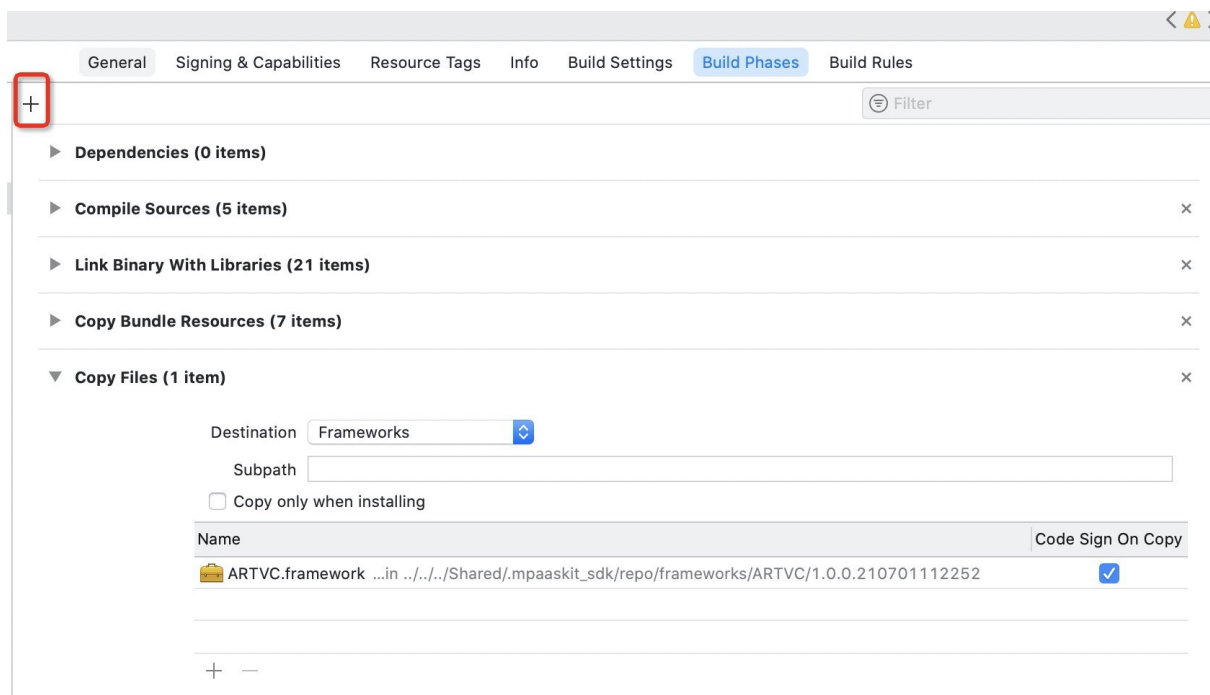 General Signing & Capabilities Resource Tags Info Build Settings Build Phases Build Rules
Filter
Dependencies (0 items)
Compile Sources (5 items)
Link Binary With Libraries (21 items)
Copy Bundle Resources (7 items)
Copy Files (1 item)
Destination Frameworks
Subpath
Copy only when installing
Name Code Sign On Copy
ARTVC.framework ...in ../../../Shared/.mpaaskit_sdk/repo/frameworks/ARTVC/1.0.0.210701112252